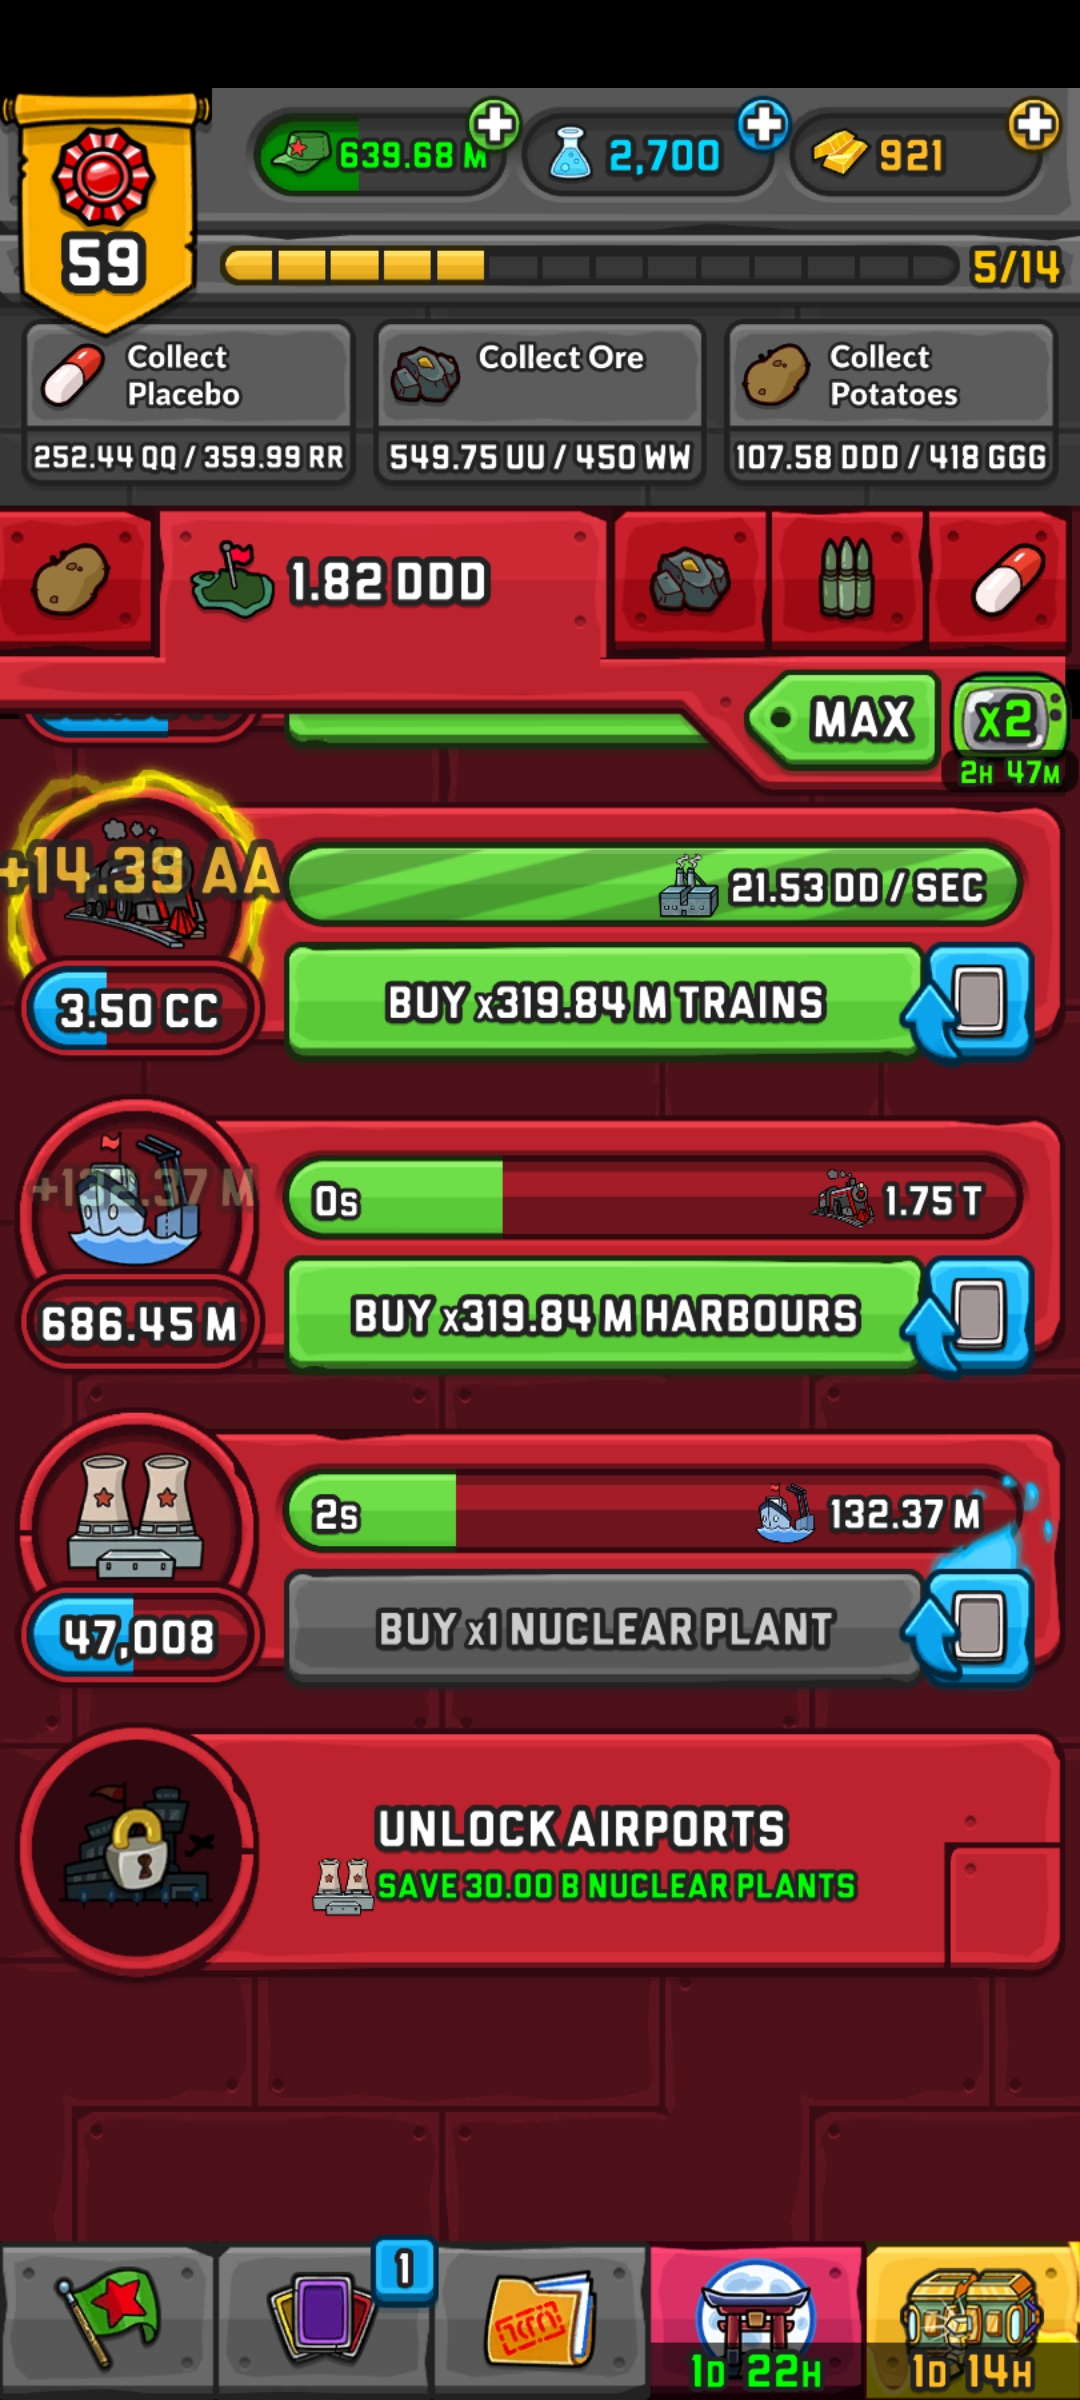 639.68 M
2,700
921
59
5/14
Collect Placebo
252.44 QQ / 359.99 RR
Collect Ore
549.75 UU / 450 WW
Collect Potatoes
107.58 DDD / 418 GGG
1.82 DDD
MAX
x2
2H 47M
+14.39 AA
21.53 DD / SEC
3.50 CC
BUY x319.84 M TRAINS
+132.37 M
0s
1.75 T
686.45 M
BUY x319.84 M HARBOURS
2s
132.37 M
47,008
BUY x1 NUCLEAR PLANT
UNLOCK AIRPORTS
SAVE 30.00 B NUCLEAR PLANTS
1
1D 22H
1D 14H